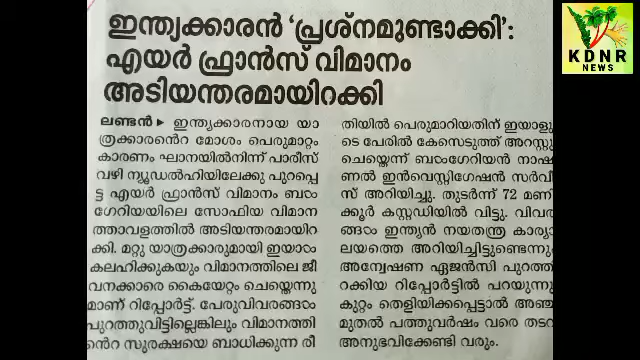 ഇന്ത്യക്കാരൻ ‘പ്രശ്നമുണ്ടാക്കി’:
എയർ ഫ്രാൻസ് വിമാനം
അടിയന്തരമായിറക്കി
KDNR
NEWS
ലണ്ടൻ ▶ ഇന്ത്യക്കാരനായ യാ
ത്രക്കാരന്റെ മോശം പെരുമാറ്റം
കാരണം ഘാനയിൽനിന്ന് പാരീസ്
വഴി ന്യൂഡൽഹിയിലേക്കു പുറപ്പെ
ട്ട എയർ ഫ്രാൻസ് വിമാനം ബൾ
ഗേറിയയിലെ സോഫിയ വിമാന
ത്താവളത്തിൽ അടിയന്തരമായിറ
ക്കി. മറ്റു യാത്രക്കാരുമായി ഇയാൾ
കലഹിക്കുകയും വിമാനത്തിലെ ജീ
വനക്കാരെ കൈയേറ്റം ചെയ്തെന്നു
മാണ് റിപ്പോർട്ട്. പേരുവിവരങ്ങൾ
പുറത്തുവിട്ടില്ലെങ്കിലും വിമാനത്തി
ന്റെ സുരക്ഷയെ ബാധിക്കുന്ന രീ
തിയിൽ പെരുമാറിയതിന് ഇയാളു
ടെ പേരിൽ കേസെടുത്ത് അറസ്റ്റു
ചെയ്തെന്ന് ബൾഗേറിയൻ നാഷ
ണൽ ഇൻവെസ്റ്റിഗേഷൻ സർവീ
സ് അറിയിച്ചു. തുടർന്ന് 72 മണി
ക്കൂർ കസ്റ്റഡിയിൽ വിട്ടു. വിവര
ങ്ങൾ ഇന്ത്യൻ നയതന്ത്ര കാര്യാ
ലയത്തെ അറിയിച്ചിട്ടുണ്ടെന്നും
അന്വേഷണ ഏജൻസി പുറത്തി
റക്കിയ റിപ്പോർട്ടിൽ പറയുന്നു.
കുറ്റം തെളിയിക്കപ്പെട്ടാൽ അഞ്ചു
മുതൽ പത്തുവർഷം വരെ തടവ്
അനുഭവിക്കേണ്ടി വരും.